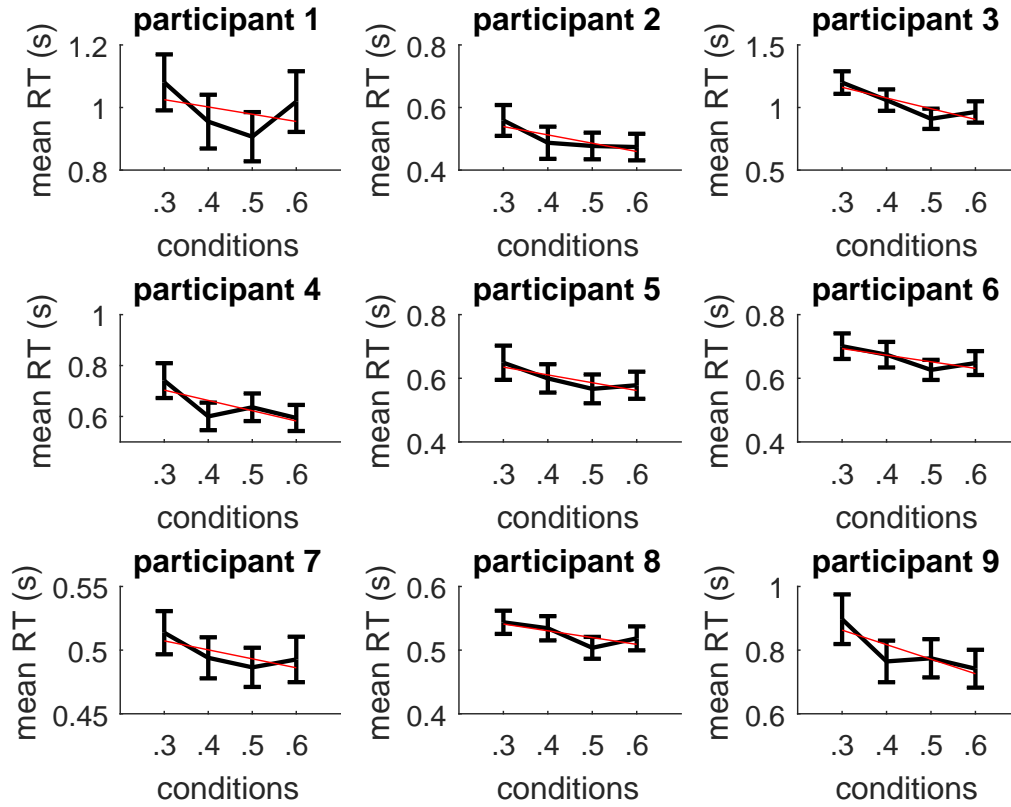 participant 1
1.2
1
0.8
mean RT (s)
.3 .4 .5 .6
conditions
participant 2
0.8
0.6
0.4
mean RT (s)
.3 .4 .5 .6
conditions
participant 3
1.5
1
0.5
mean RT (s)
.3 .4 .5 .6
conditions
participant 4
1
0.8
0.6
mean RT (s)
.3 .4 .5 .6
conditions
participant 5
0.8
0.6
0.4
mean RT (s)
.3 .4 .5 .6
conditions
participant 6
0.8
0.6
0.4
mean RT (s)
.3 .4 .5 .6
conditions
participant 7
0.55
0.5
0.45
mean RT (s)
.3 .4 .5 .6
conditions
participant 8
0.6
0.5
0.4
mean RT (s)
.3 .4 .5 .6
conditions
participant 9
1
0.8
0.6
mean RT (s)
.3 .4 .5 .6
conditions